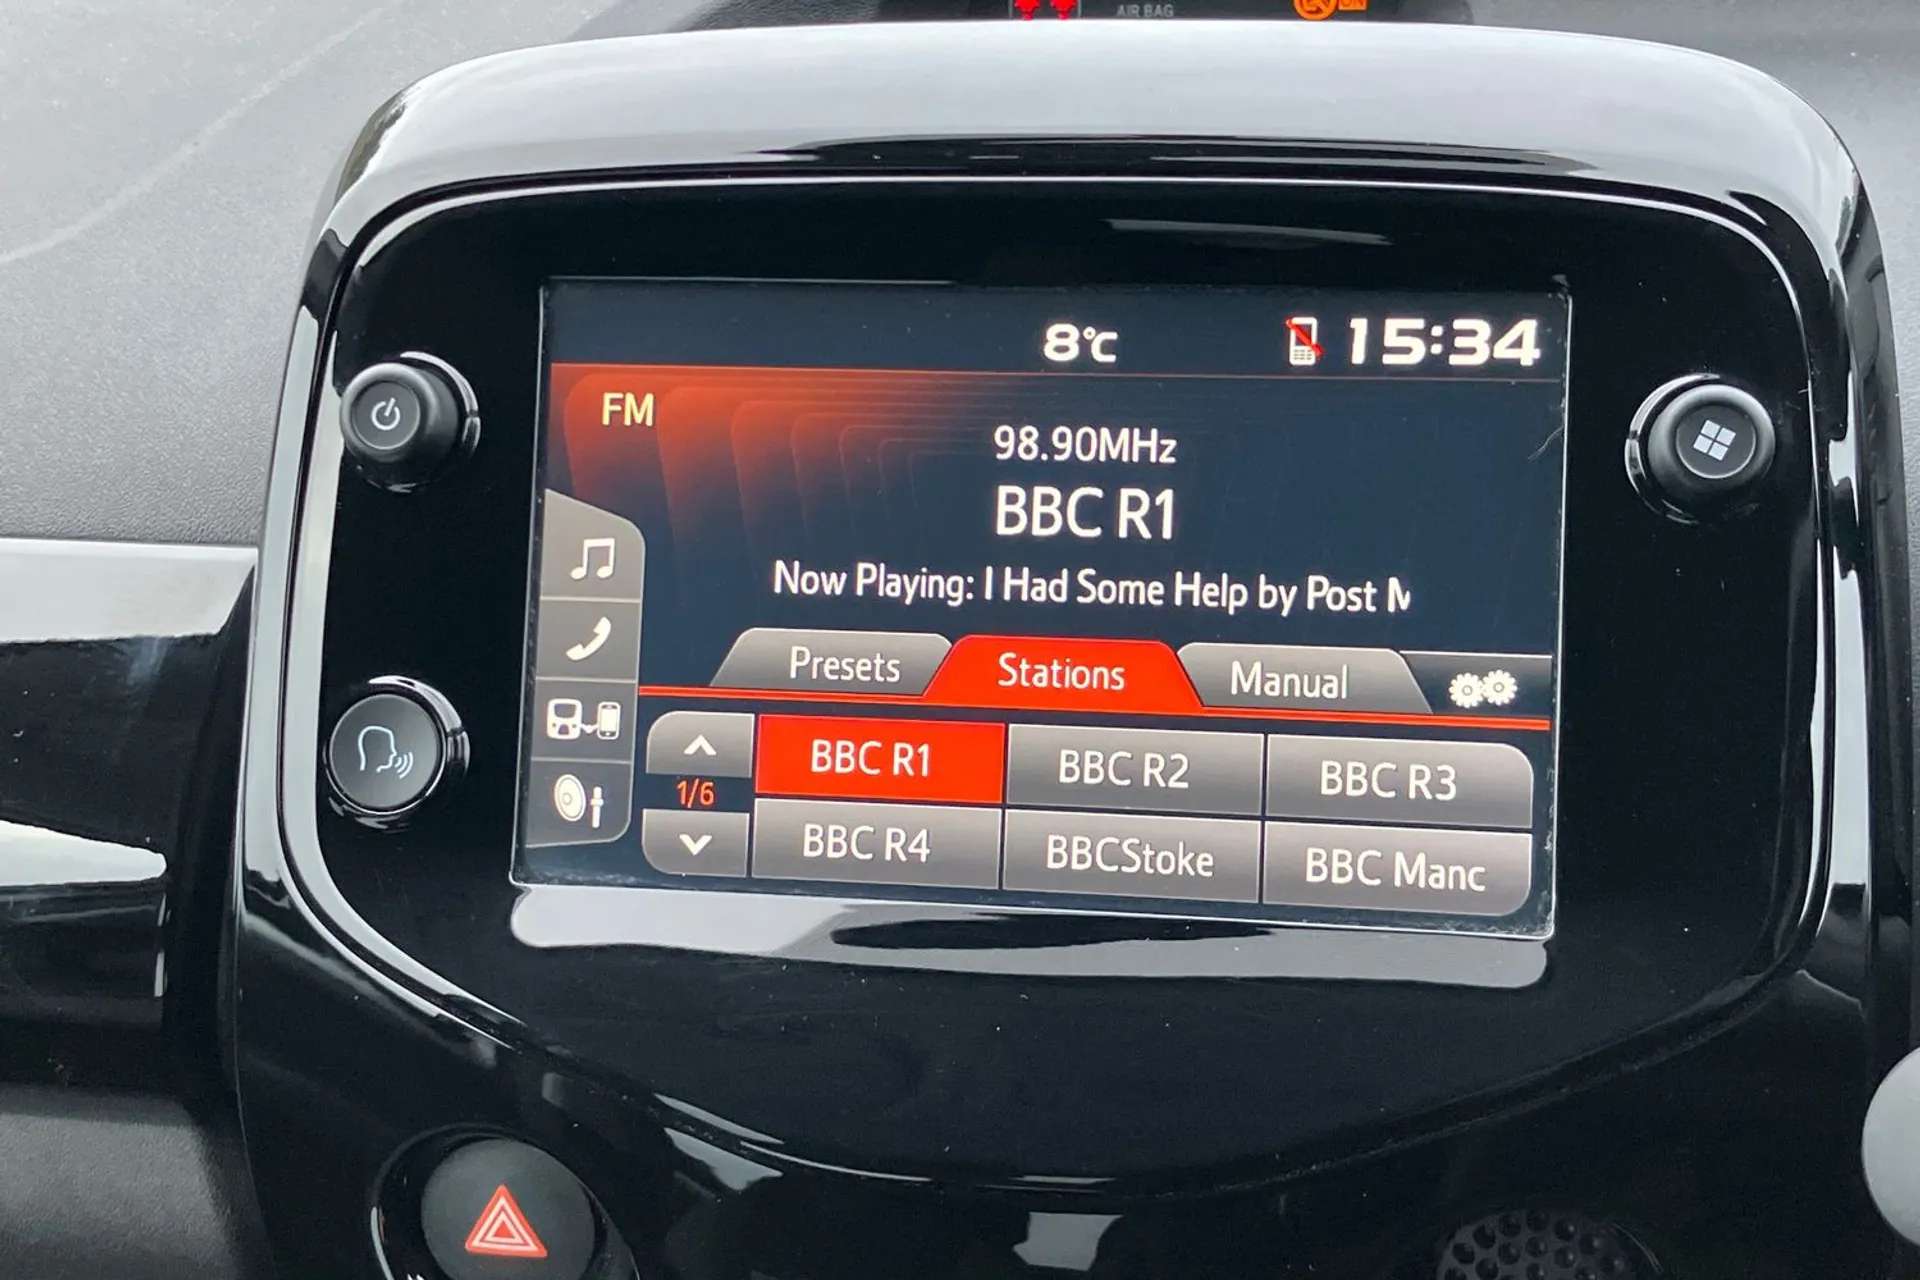 AIR BAG
ON
8°C
15:34
FM
98.90MHz
BBC R1
Now Playing: I Had Some Help by Post M
Presets
Stations
Manual
1/6
BBC R1
BBC R2
BBC R3
BBC R4
BBCStoke
BBC Manc